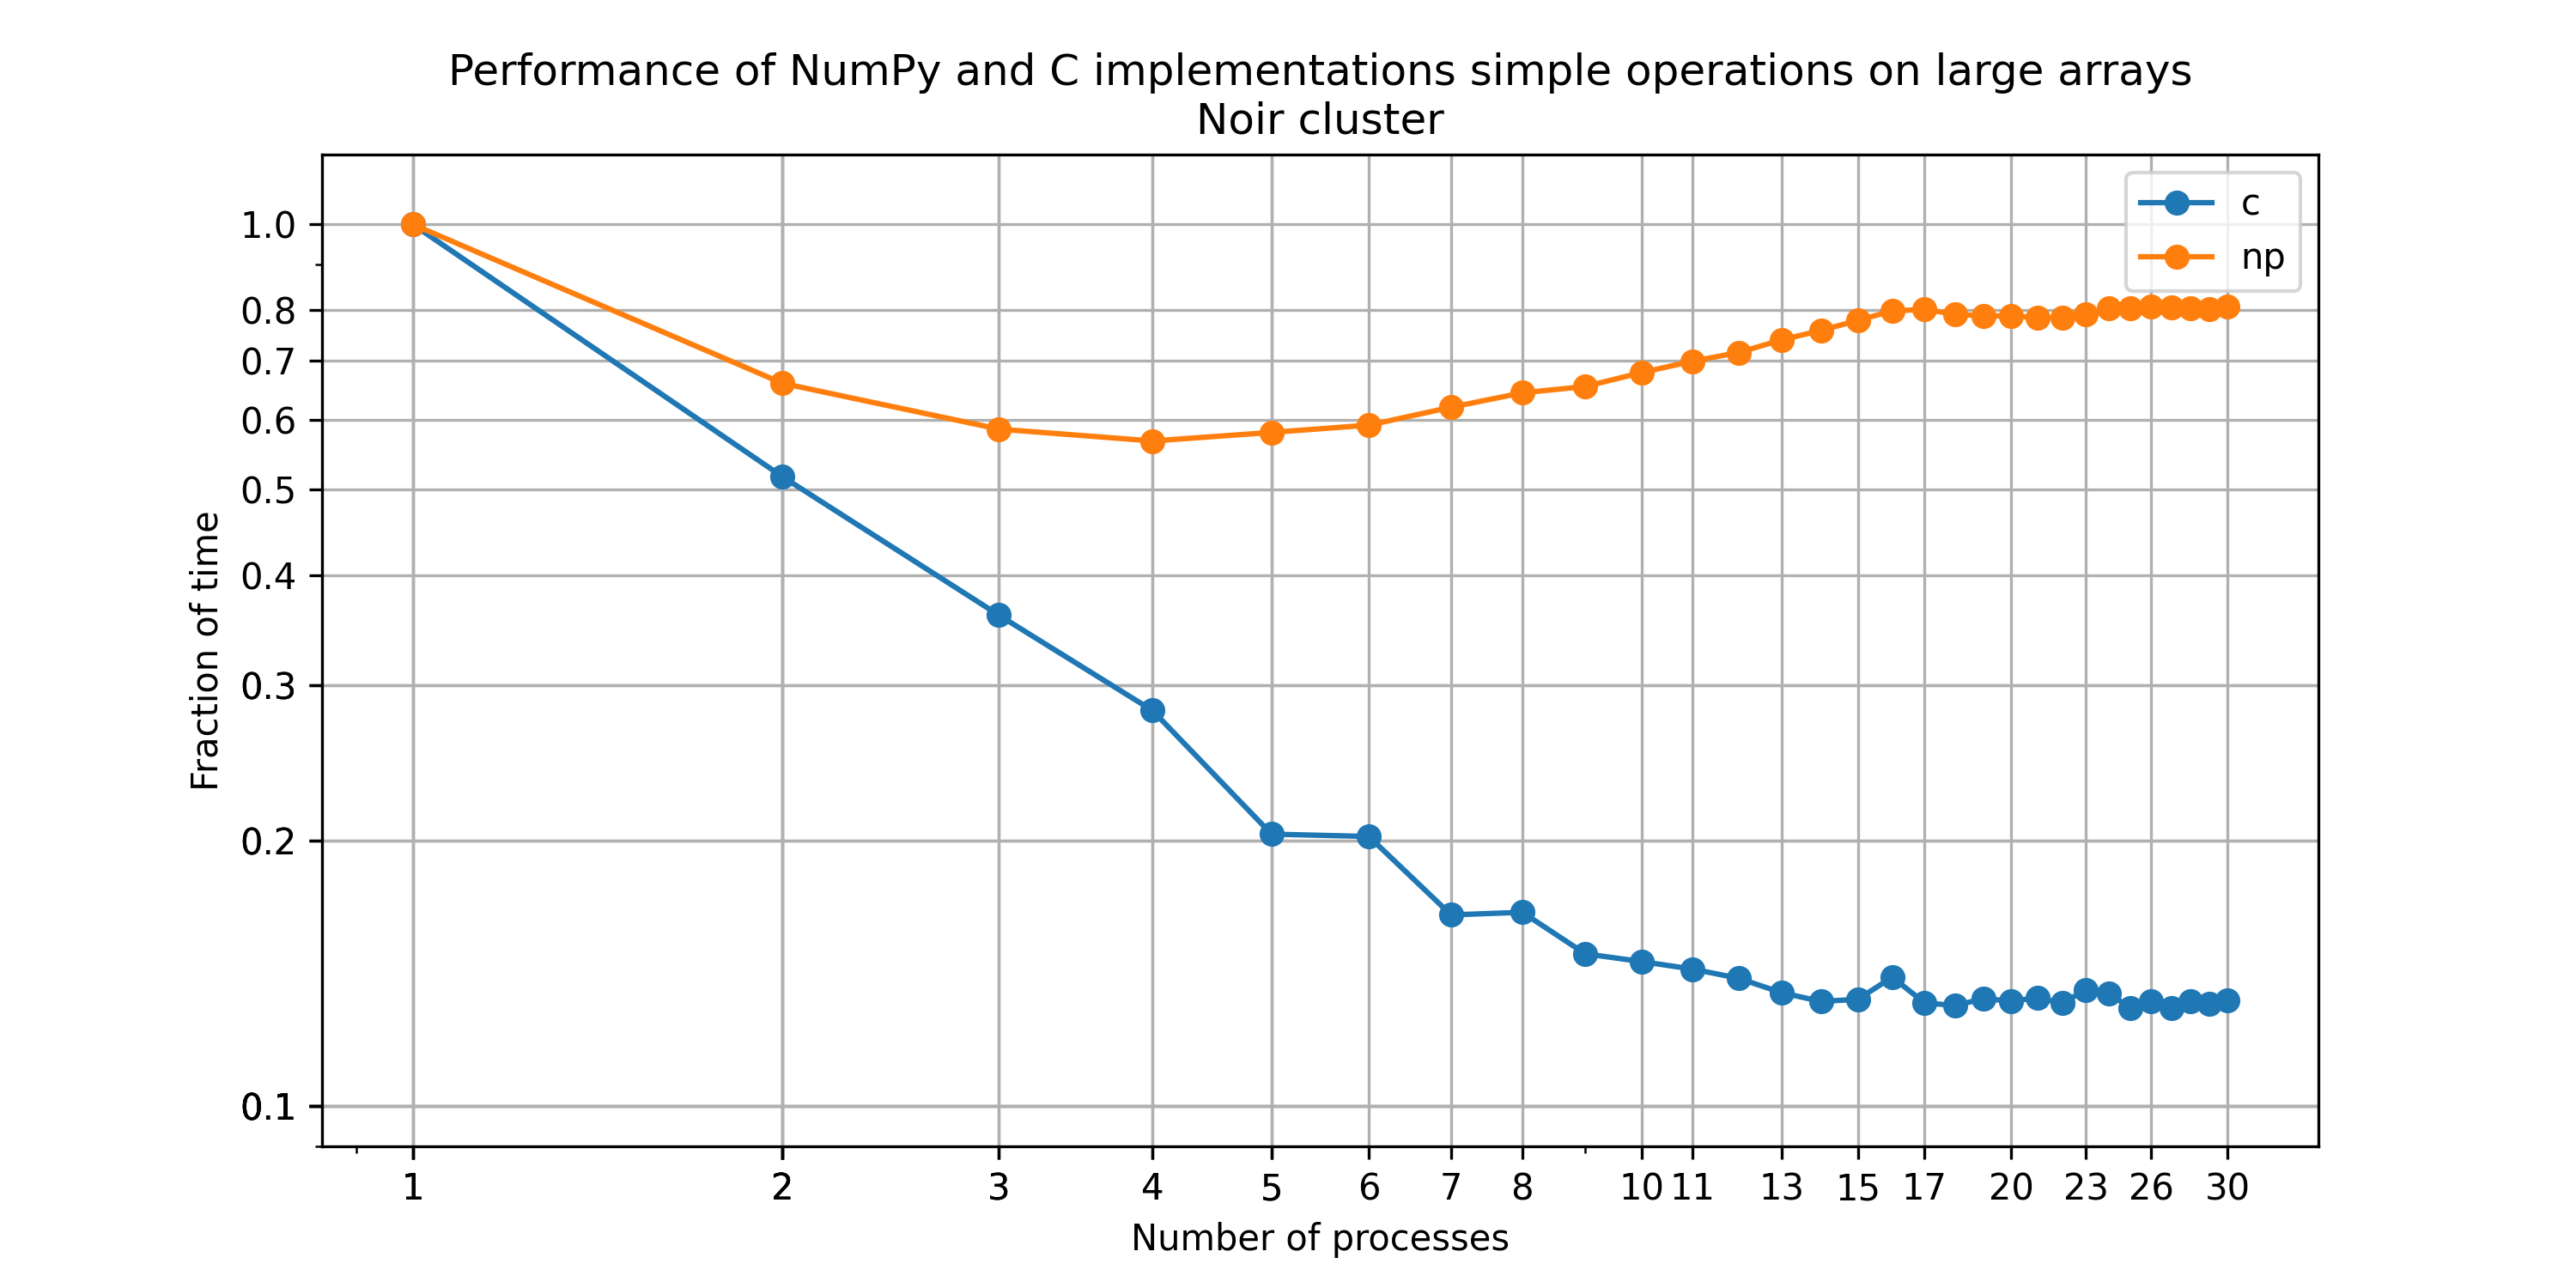 Performance of NumPy and C implementations simple operations on large arrays
Noir cluster
c
np
1.0
0.8
0.7
0.6
0.5
0.4
0.3
0.2
0.1
Fraction of time
1 2 3 4 5 6 7 8 10 11 13 15 17 20 23 26 30
Number of processes